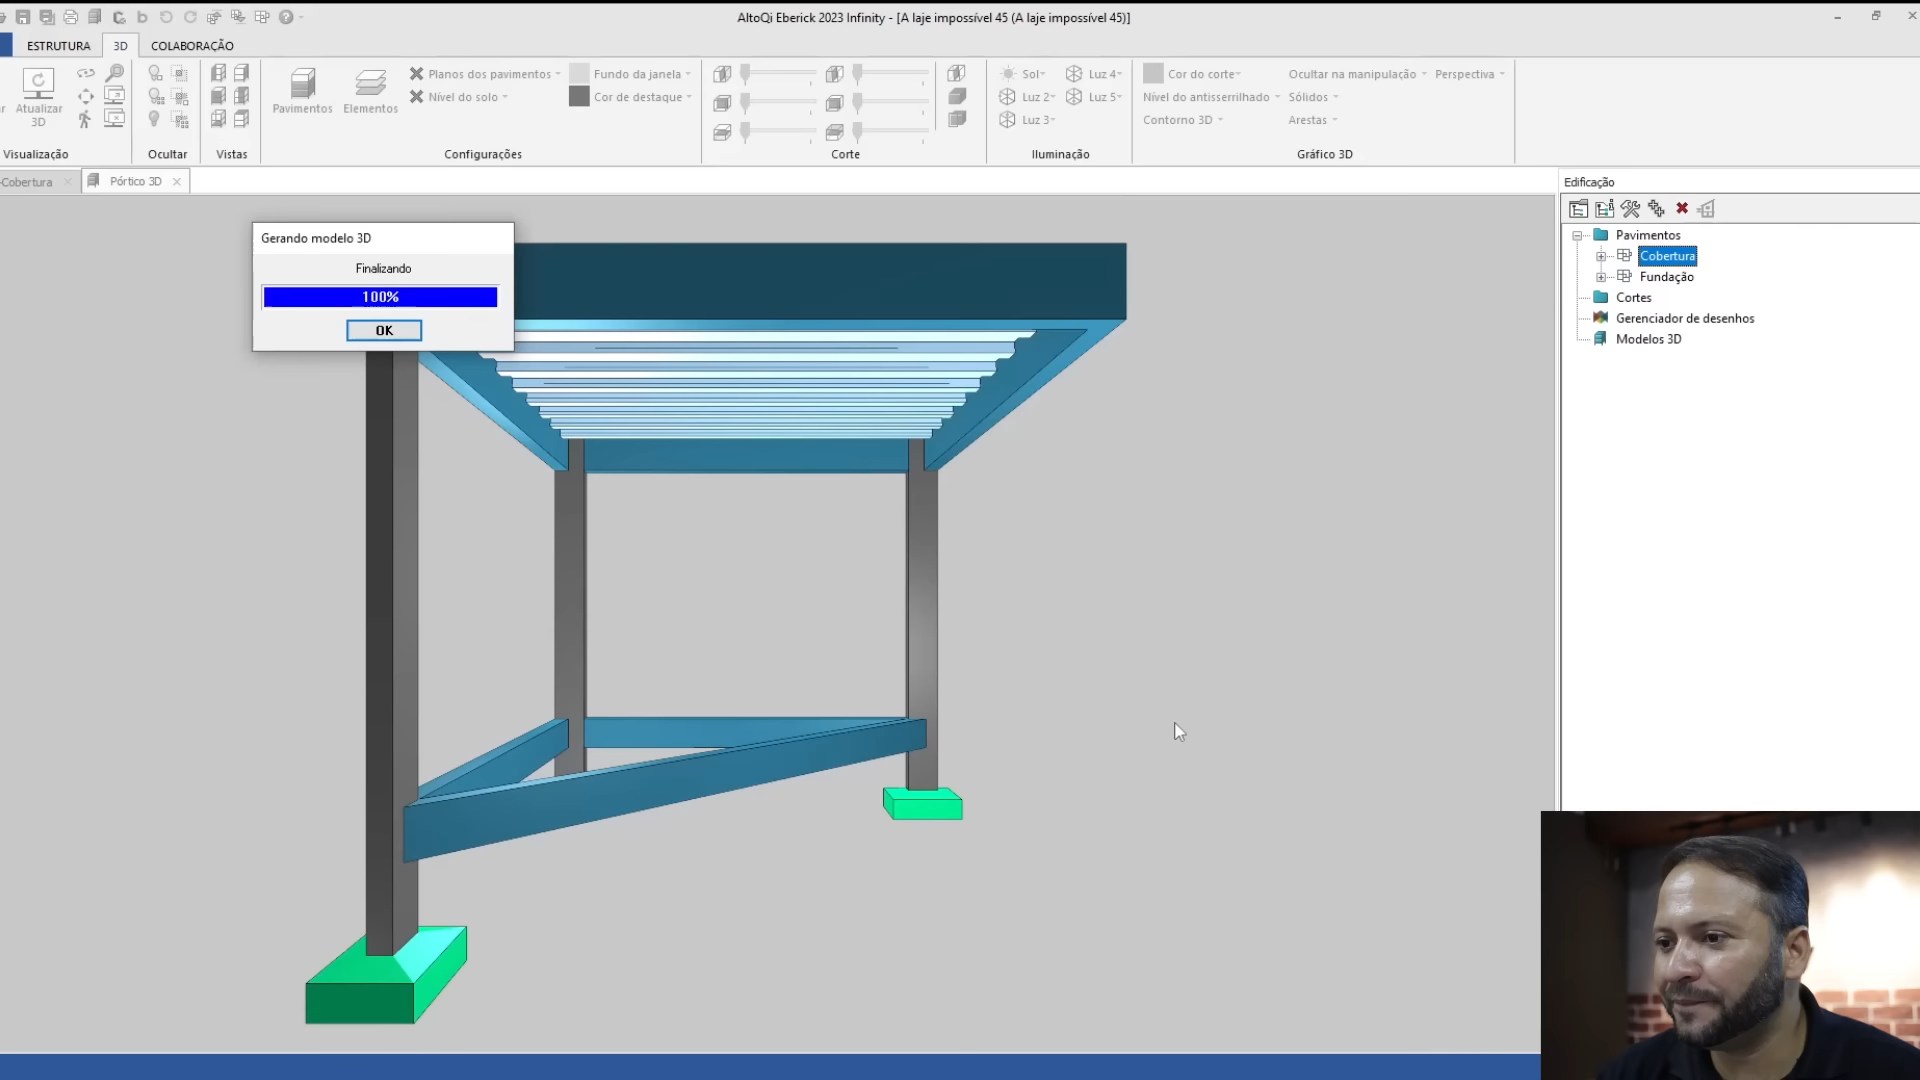 AltoQi Eberick 2023 Infinity - [A laje impossível 45 (A laje impossível 45)]
ESTRUTURA
3D
COLABORAÇÃO
Atualizar
3D
Visualização
Ocultar
Vistas
Pavimentos
Elementos
Planos dos pavimentos
Nível do solo
Fundo da janela
Cor de destaque
Configurações
Corte
Sol
Luz 2
Luz 3
Luz 4
Luz 5
Iluminação
Cor do corte
Nível do antisserrilhado
Contorno 3D
Ocultar na manipulação
Sólidos
Arestas
Perspectiva
Gráfico 3D
-Cobertura
Pórtico 3D
Gerando modelo 3D
Finalizando
100%
OK
Edificação
Pavimentos
Cobertura
Fundação
Cortes
Gerenciador de desenhos
Modelos 3D